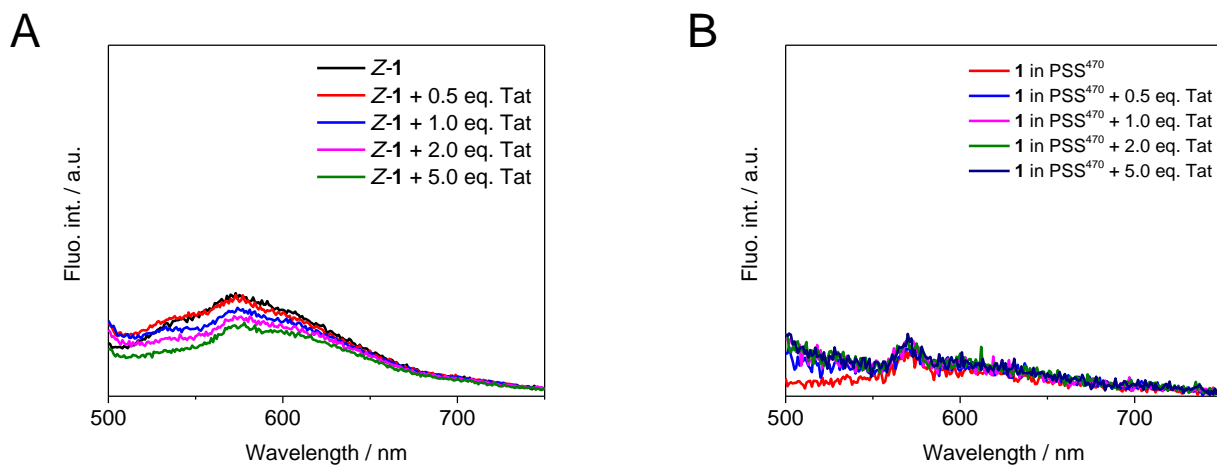 A
Z-1
Z-1 + 0.5 eq. Tat
Z-1 + 1.0 eq. Tat
Z-1 + 2.0 eq. Tat
Z-1 + 5.0 eq. Tat
Fluo. int. / a.u.
500 600 700
Wavelength / nm
B
1 in PSS⁴⁷⁰
1 in PSS⁴⁷⁰ + 0.5 eq. Tat
1 in PSS⁴⁷⁰ + 1.0 eq. Tat
1 in PSS⁴⁷⁰ + 2.0 eq. Tat
1 in PSS⁴⁷⁰ + 5.0 eq. Tat
Fluo. int. / a.u.
500 600 700
Wavelength / nm